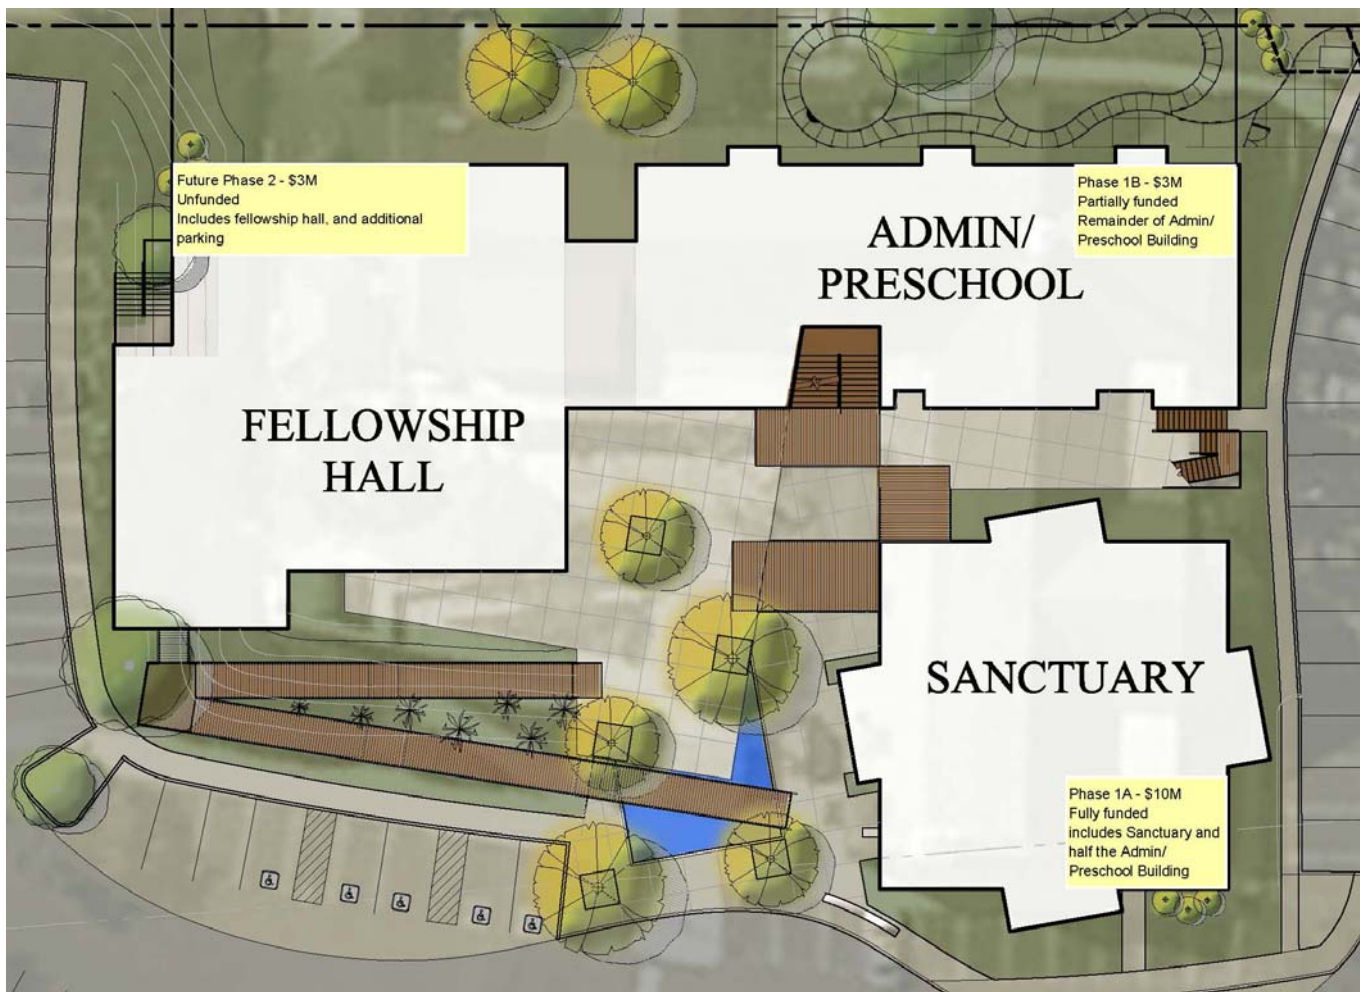 Future Phase 2 - $3M
Unfunded
Includes fellowship hall, and additional
parking
Phase 1B - $3M
Partially funded
Remainder of Admin/
Preschool Building
ADMIN/
PRESCHOOL
FELLOWSHIP
HALL
SANCTUARY
Phase 1A - $10M
Fully funded
includes Sanctuary and
half the Admin/
Preschool Building